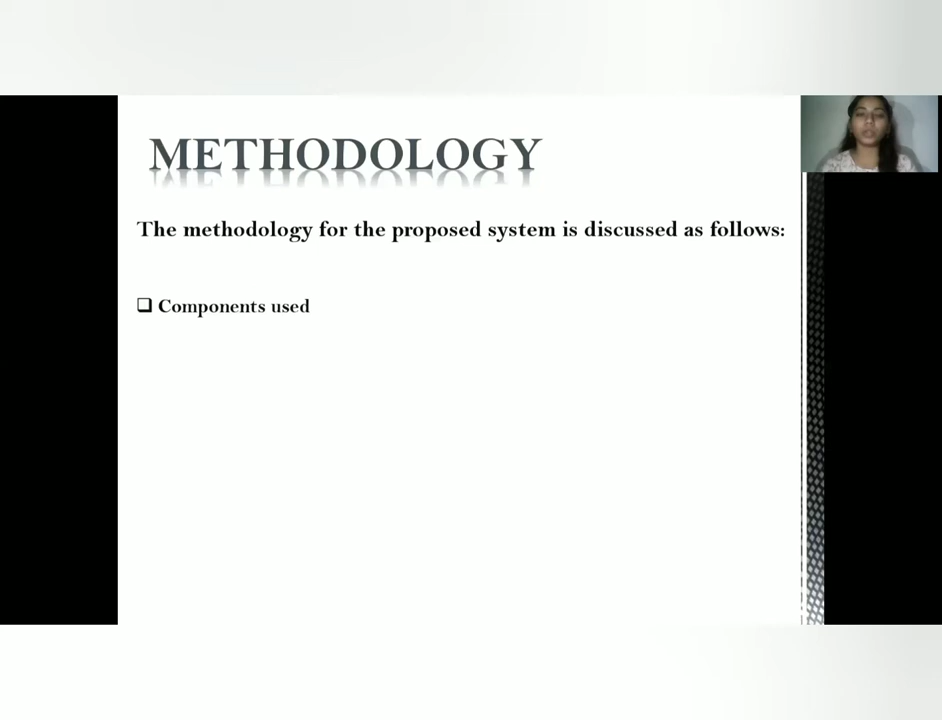 METHODOLOGY
The methodology for the proposed system is discussed as follows:
❑ Components used